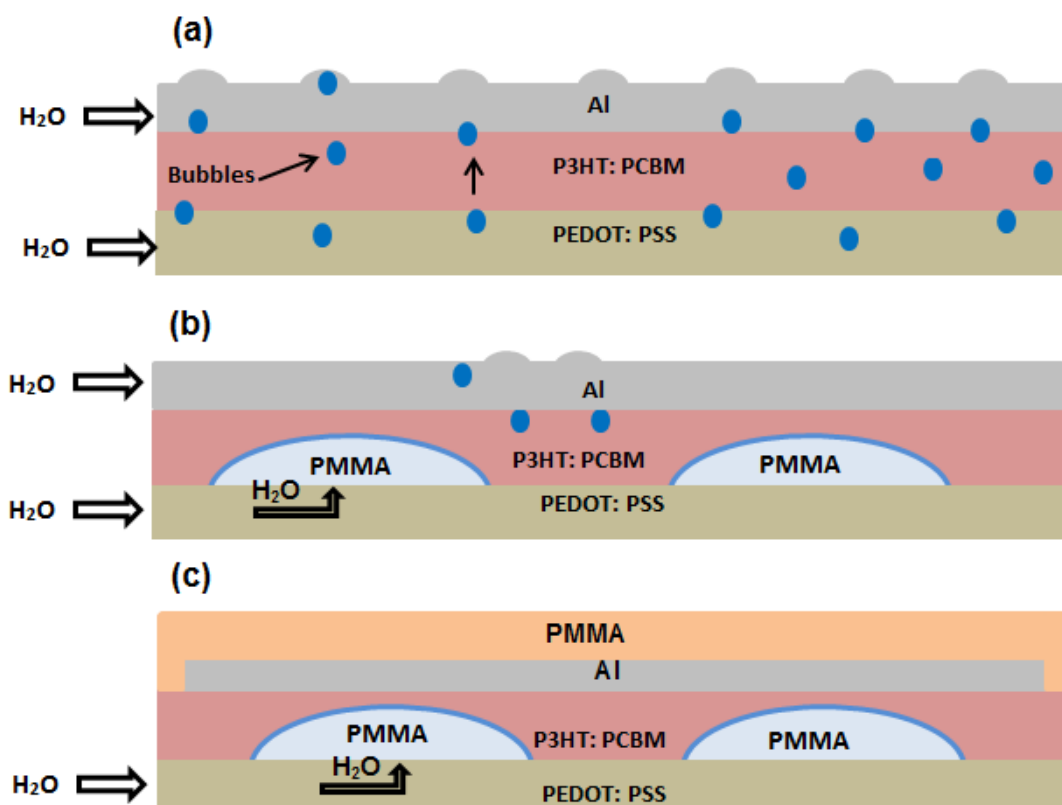 (a)
H₂O
Al
Bubbles
P3HT: PCBM
H₂O
PEDOT: PSS
(b)
H₂O
Al
PMMA
P3HT: PCBM
PMMA
H₂O
H₂O
PEDOT: PSS
(c)
PMMA
Al
PMMA
P3HT: PCBM
PMMA
H₂O
H₂O
PEDOT: PSS